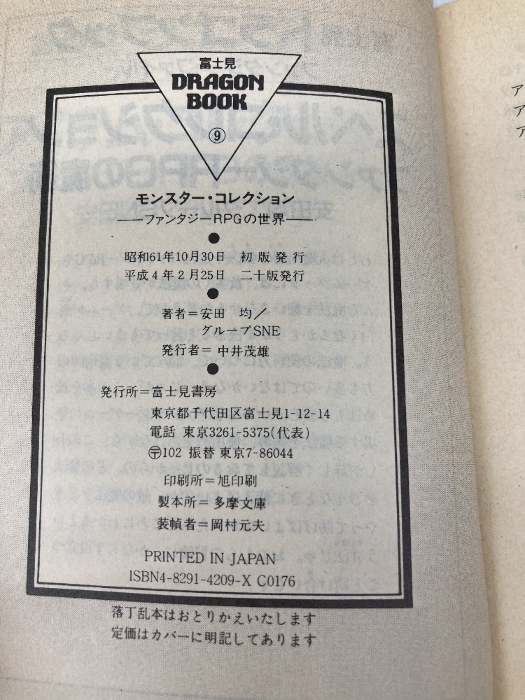 富士見
DRAGON
BOOK
⑨
モンスター・コレクション
——ファンタジーRPGの世界——
●
昭和61年10月30日 初版発行
平成4年2月25日 二十版発行
●
著者＝安田 均／
グループSNE
発行者＝中井茂雄
●
発行所＝富士見書房
東京都千代田区富士見1-12-14
電話 東京3261-5375(代表)
〒102 振替 東京7-86044
印刷所＝旭印刷
製本所＝多摩文庫
装幀者＝岡村元夫
PRINTED IN JAPAN
ISBN4-8291-4209-X C0176
落丁乱本はおとりかえいたします
定価はカバーに明記してあります
ア
ア
ア